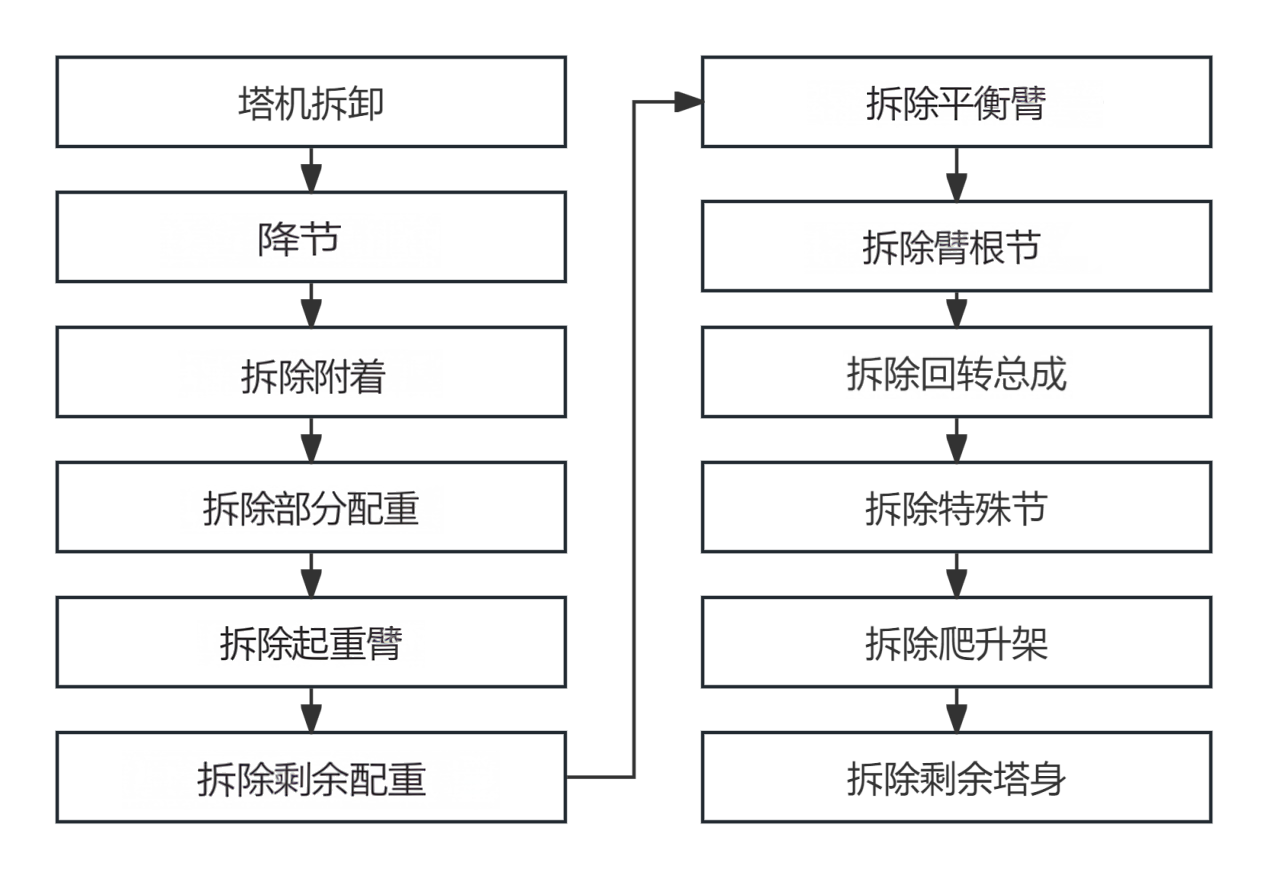 塔机拆卸
降节
拆除附着
拆除部分配重
拆除起重臂
拆除剩余配重
拆除平衡臂
拆除臂根节
拆除回转总成
拆除特殊节
拆除爬升架
拆除剩余塔身